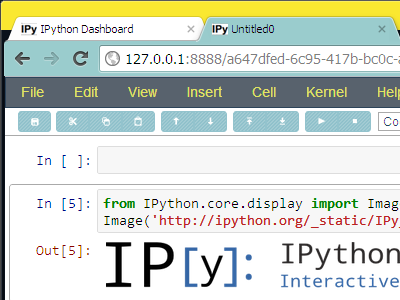 IPy IPython Dashboard
IPy Untitled0
127.0.0.1:8888/a647dfed-6c95-417b-bc0c-a
File Edit View Insert Cell Kernel Help
Co
In [ ]:
In [5]: from IPython.core.display import Imag
Image('http://ipython.org/_static/IPy
Out[5]: IP[y]: IPython
Interactive